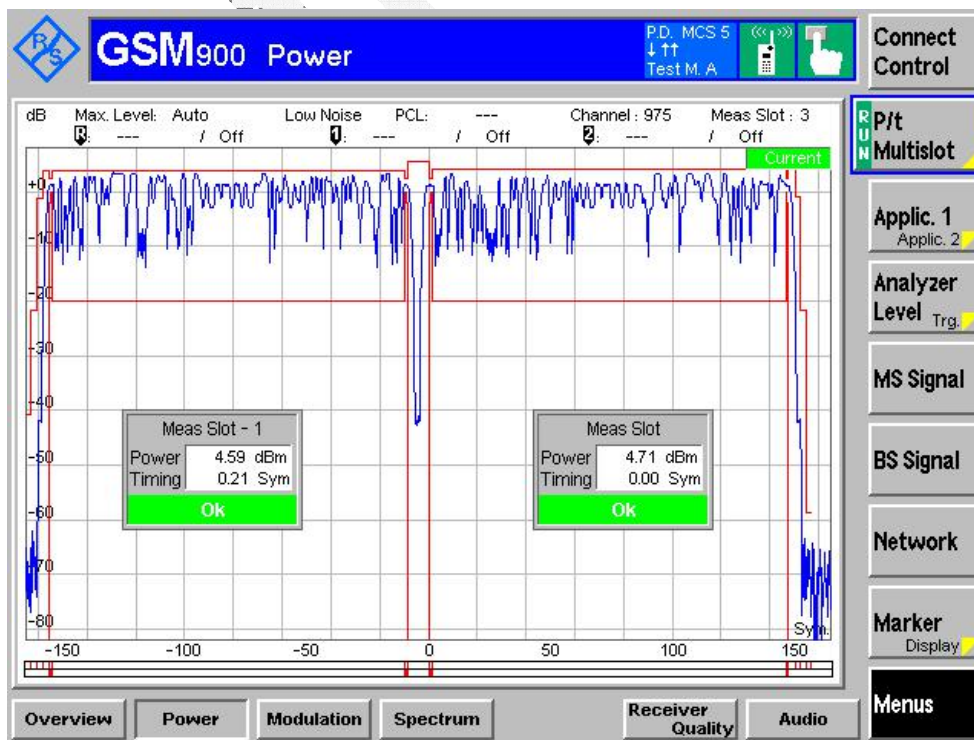 R/S
GSM900 Power
P.D. MCS 5
Test M. A
Connect Control
dB Max. Level: Auto Low Noise PCL: --- Channel : 975 Meas Slot : 3
R: --- / Off 1: --- / Off 2: --- / Off
Current
RUN
P/t Multislot
Applic. 1
Applic. 2
Analyzer Level Trg.
MS Signal
BS Signal
Network
Marker
Display
Menus
+0
-10
-20
-30
-40
-50
-60
-70
-80
Meas Slot - 1
Power 4.59 dBm
Timing 0.21 Sym
Ok
Meas Slot
Power 4.71 dBm
Timing 0.00 Sym
Ok
Sym.
-150 -100 -50 0 50 100 150
Overview Power Modulation Spectrum Receiver Quality Audio